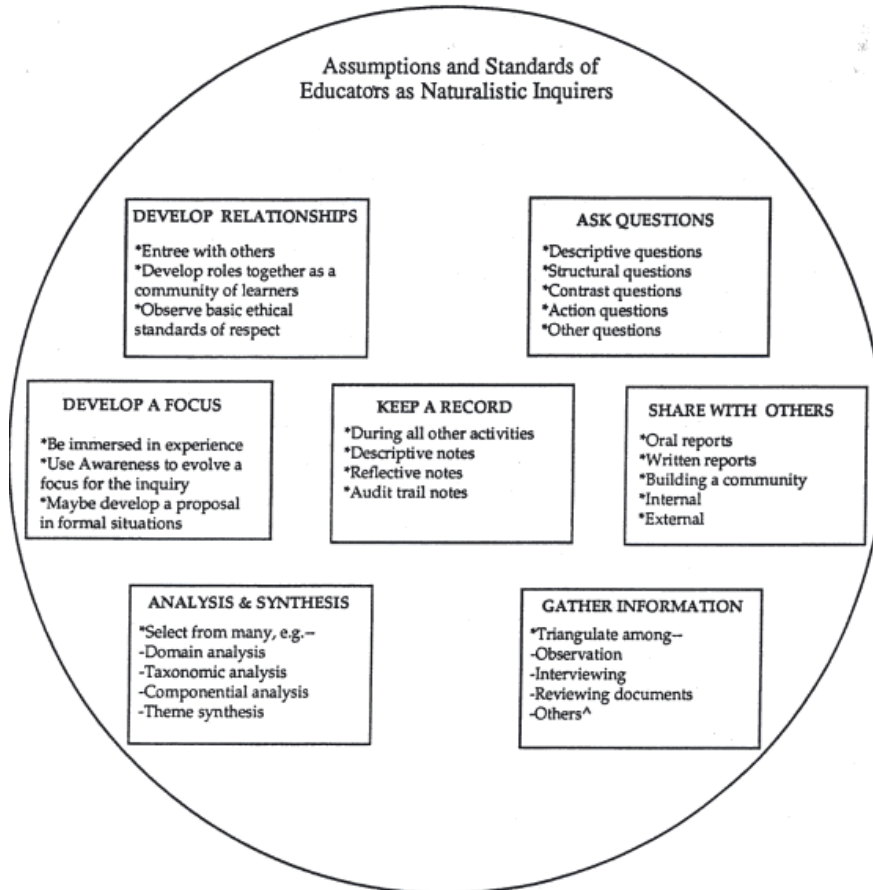 Assumptions and Standards of
Educators as Naturalistic Inquirers
DEVELOP RELATIONSHIPS
*Entree with others
*Develop roles together as a
community of learners
*Observe basic ethical
standards of respect
ASK QUESTIONS
*Descriptive questions
*Structural questions
*Contrast questions
*Action questions
*Other questions
DEVELOP A FOCUS
*Be immersed in experience
*Use Awareness to evolve a
focus for the inquiry
*Maybe develop a proposal
in formal situations
KEEP A RECORD
*During all other activities
*Descriptive notes
*Reflective notes
*Audit trail notes
SHARE WITH OTHERS
*Oral reports
*Written reports
*Building a community
*Internal
*External
ANALYSIS & SYNTHESIS
*Select from many, e.g.--
-Domain analysis
-Taxonomic analysis
-Componential analysis
-Theme synthesis
GATHER INFORMATION
*Triangulate among--
-Observation
-Interviewing
-Reviewing documents
-Others^